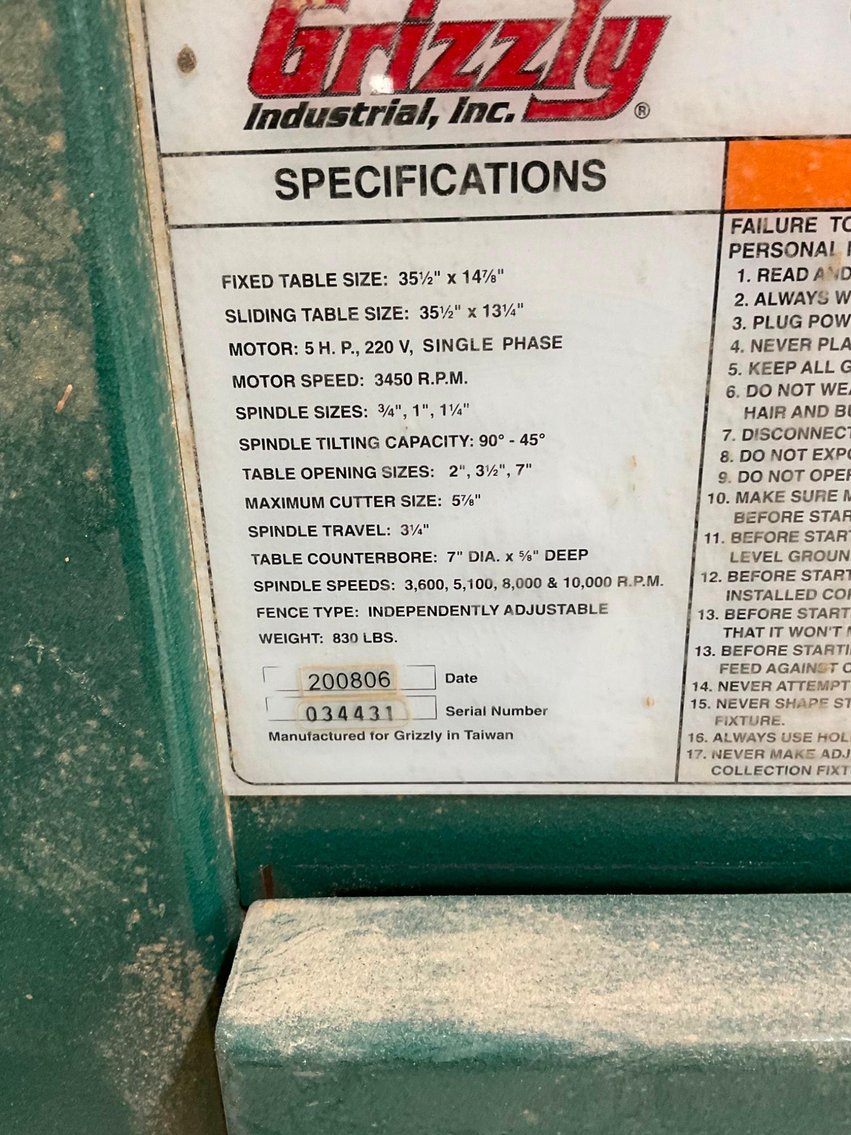 Grizzly
Industrial, Inc. ®
SPECIFICATIONS
FIXED TABLE SIZE: 35½" x 14⅞"
SLIDING TABLE SIZE: 35½" x 13¼"
MOTOR: 5 H. P., 220 V, SINGLE PHASE
MOTOR SPEED: 3450 R.P.M.
SPINDLE SIZES: ¾", 1", 1¼"
SPINDLE TILTING CAPACITY: 90° - 45°
TABLE OPENING SIZES: 2", 3½", 7"
MAXIMUM CUTTER SIZE: 5⅞"
SPINDLE TRAVEL: 3¼"
TABLE COUNTERBORE: 7" DIA. x ⅝" DEEP
SPINDLE SPEEDS: 3,600, 5,100, 8,000 & 10,000 R.P.M.
FENCE TYPE: INDEPENDENTLY ADJUSTABLE
WEIGHT: 830 LBS.
200806 Date
034431 Serial Number
Manufactured for Grizzly in Taiwan
FAILURE TO
PERSONAL
1. READ AND
2. ALWAYS
3. PLUG
4. NEVER
5. KEEP ALL
6. DO NOT
HAIR AND
7. DISCONNECT
8. DO NOT
9. DO NOT
10. MAKE SURE
BEFORE
11. BEFORE
LEVEL
12. BEFORE
INSTALLED
13. BEFORE
THAT IT WON'T
13. BEFORE
FEED AGAINST
14. NEVER ATTEMPT
15. NEVER SHAPE
FIXTURE.
16. ALWAYS USE
17. NEVER MAKE
COLLECTION